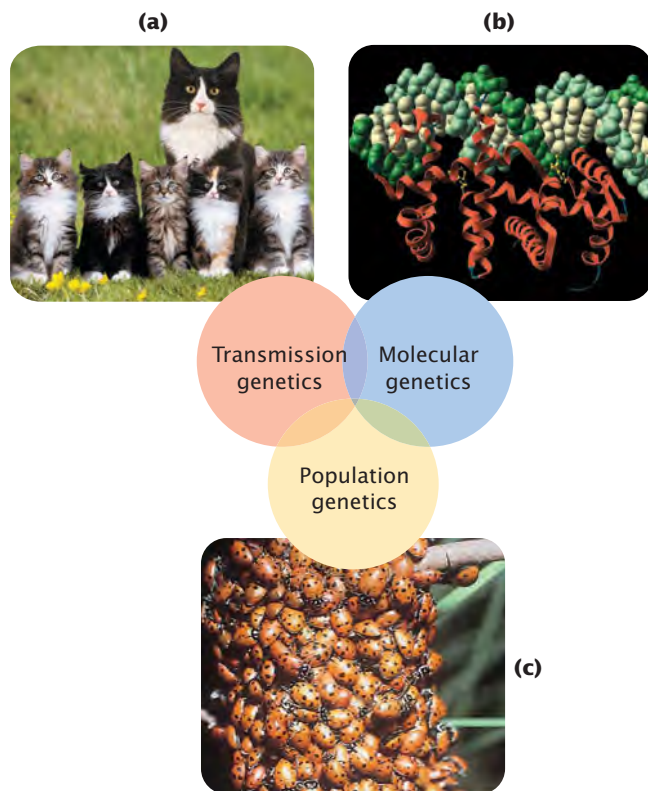 (a)
(b)
Transmission
genetics
Molecular
genetics
Population
genetics
(c)